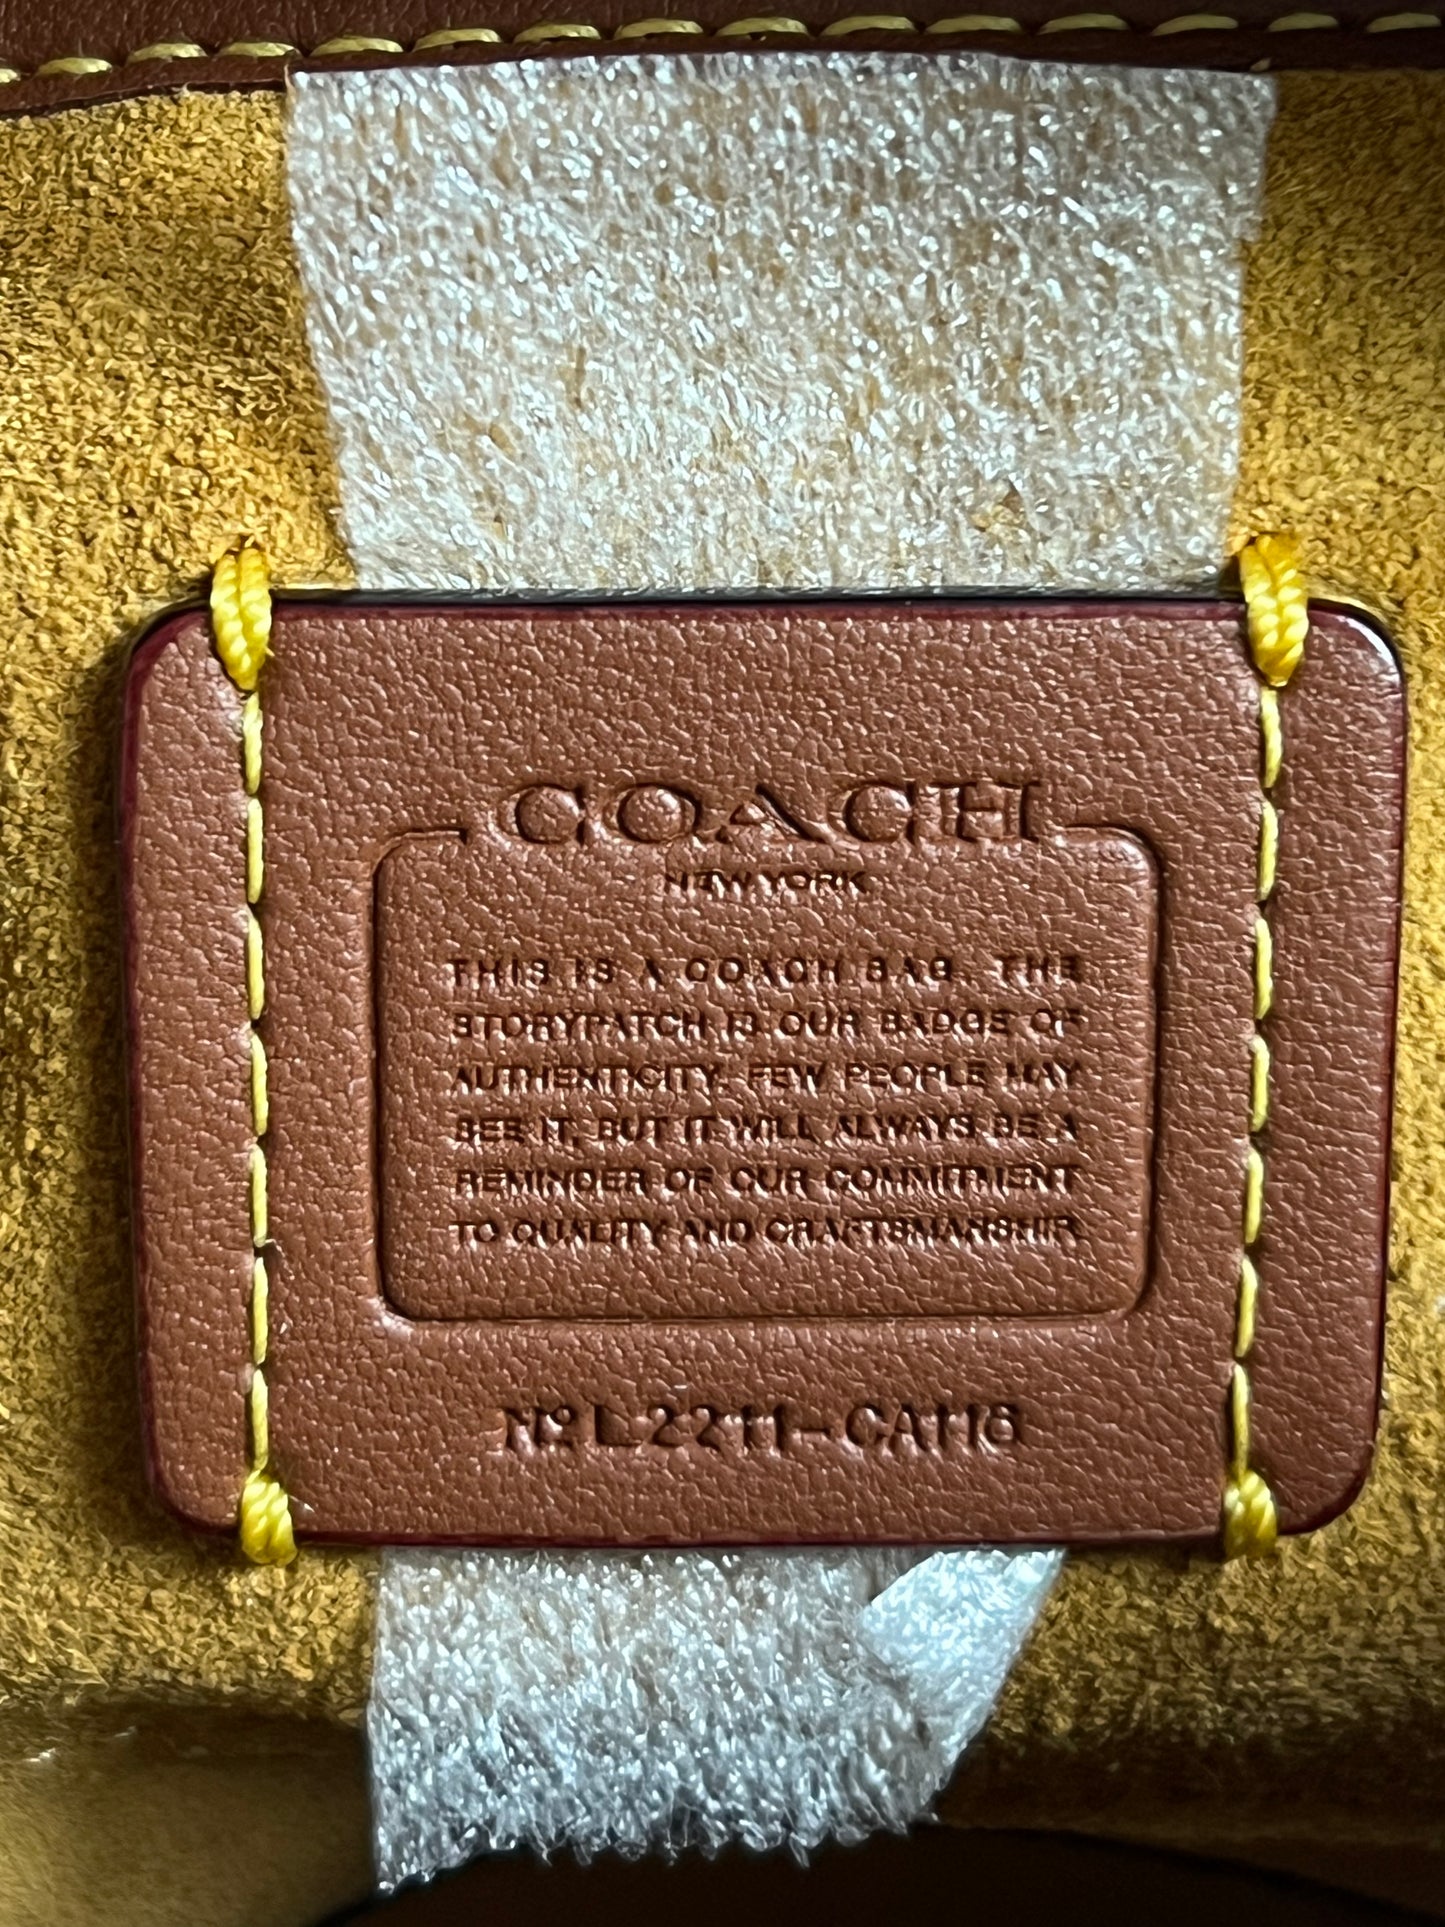 COACH
NEW YORK
THIS IS A COACH BAG. THE
STORYPATCH IS OUR BADGE OF
AUTHENTICITY. FEW PEOPLE MAY
SEE IT, BUT IT WILL ALWAYS BE A
REMINDER OF OUR COMMITMENT
TO QUALITY AND CRAFTSMANSHIP.
Nº L2211-CA116